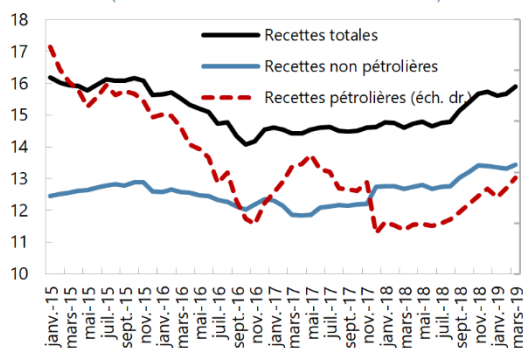 18
17
16
15
14
13
12
11
10
Recettes totales
Recettes non pétrolières
Recettes pétrolières (éch. dr.)
janv.-15
mars-15
mai-15
juil.-15
sept.-15
nov.-15
janv.-16
mars-16
mai-16
juil.-16
sept.-16
nov.-16
janv.-17
mars-17
mai-17
juil.-17
sept.-17
nov.-17
janv.-18
mars-18
mai-18
juil.-18
sept.-18
nov.-18
janv.-19
mars-19